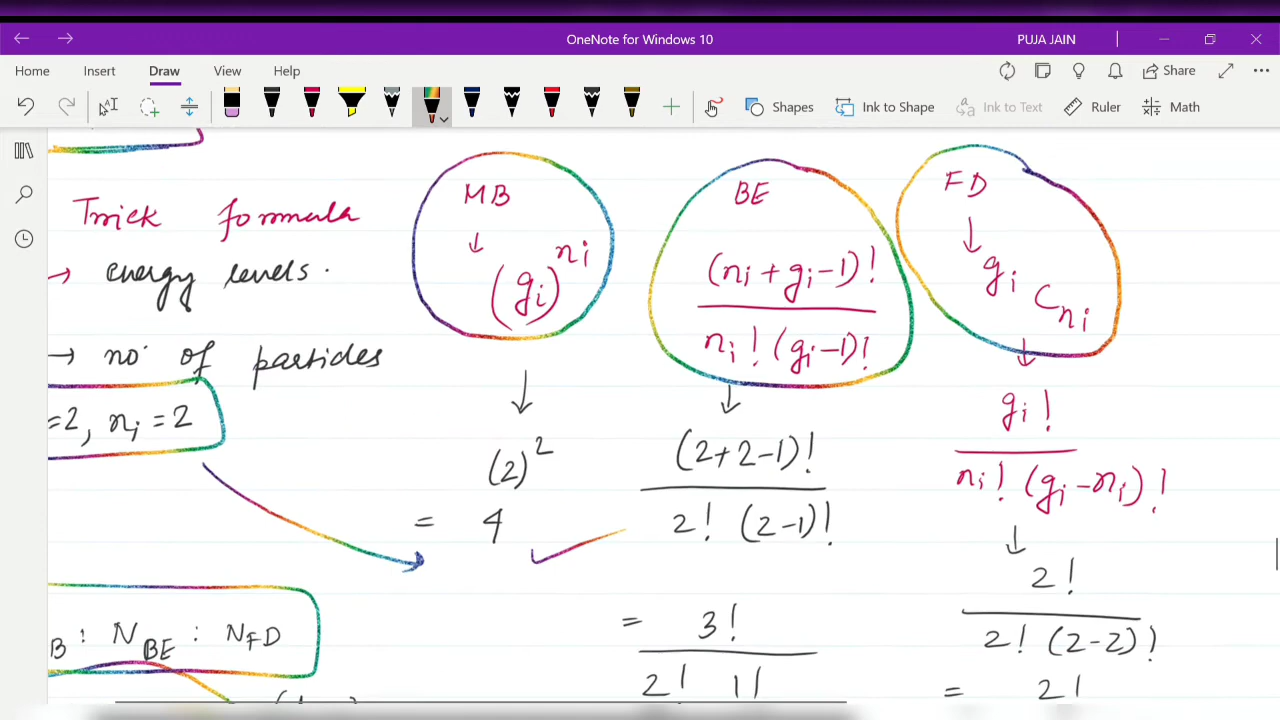 OneNote for Windows 10
PUJA JAIN
Home Insert Draw View Help
Share
Shapes
Ink to Shape
Ink to Text
Ruler
Math
Trick formula
→ energy levels.
→ no. of particles
=2, ni = 2
B : N_BE : N_FD
MB
↓
(gi)^ni
↓
(2)^2
= 4
BE
(ni + gi − 1)!
ni! (gi − 1)!
↓
(2+2−1)!
2! (2−1)!
= 3!
2! 1!
FD
↓
gi C ni
↓
gi!
ni! (gi − ni)!
↓
2!
2! (2−2)!
= 2!